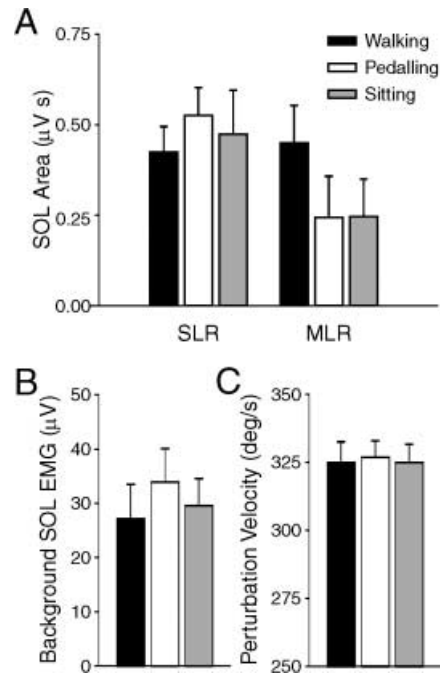 A
SOL Area (μV s)
0.75
0.50
0.25
0.00
Walking
Pedalling
Sitting
SLR
MLR
B
Background SOL EMG (μV)
50
40
30
20
10
0
C
Perturbation Velocity (deg/s)
350
325
300
275
250